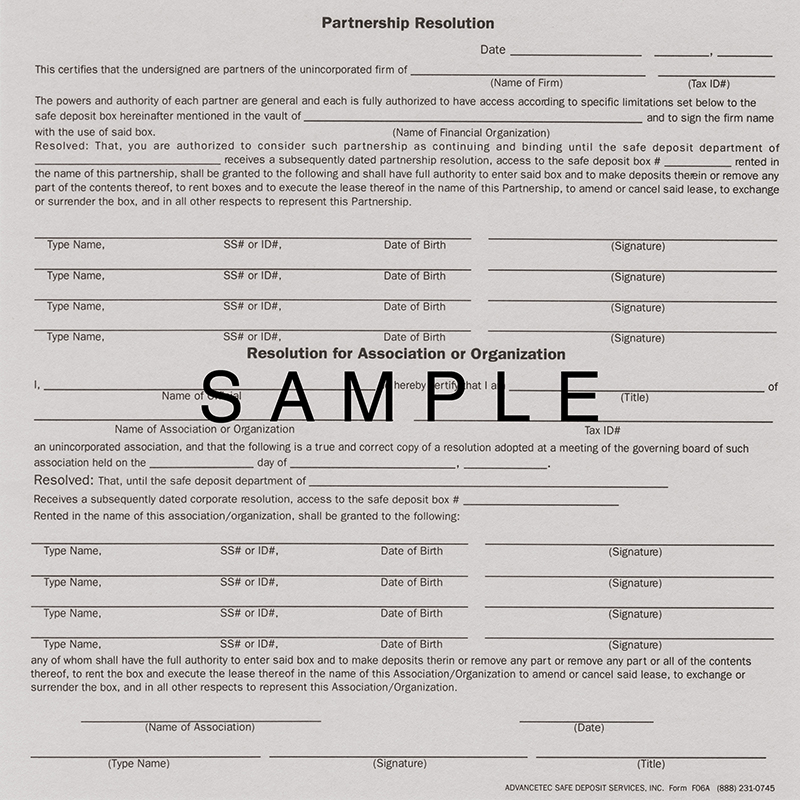 Partnership Resolution
Date ____________________ ________, ________
This certifies that the undersigned are partners of the unincorporated firm of ____________________ ____________________
(Name of Firm) (Tax ID#)
The powers and authority of each partner are general and each is fully authorized to have access according to specific limitations set below to the
safe deposit box hereinafter mentioned in the vault of ____________________ and to sign the firm name
with the use of said box. (Name of Financial Organization)
Resolved: That, you are authorized to consider such partnership as continuing and binding until the safe deposit department of
____________________ receives a subsequently dated partnership resolution, access to the safe deposit box # __________ rented in
the name of this partnership, shall be granted to the following and shall have full authority to enter said box and to make deposits therein or remove any
part of the contents thereof, to rent boxes and to execute the lease thereof in the name of this Partnership, to amend or cancel said lease, to exchange
or surrender the box, and in all other respects to represent this Partnership.
Type Name, SS# or ID#, Date of Birth (Signature)
Type Name, SS# or ID#, Date of Birth (Signature)
Type Name, SS# or ID#, Date of Birth (Signature)
Type Name, SS# or ID#, Date of Birth (Signature)
Resolution for Association or Organization
I, ____________________ hereby certify that I am ____________________ of
Name of Official (Title)
SAMPLE
Name of Association or Organization Tax ID#
an unincorporated association, and that the following is a true and correct copy of a resolution adopted at a meeting of the governing board of such
association held on the __________ day of ____________________, __________.
Resolved: That, until the safe deposit department of ____________________
Receives a subsequently dated corporate resolution, access to the safe deposit box # ____________________
Rented in the name of this association/organization, shall be granted to the following:
Type Name, SS# or ID#, Date of Birth (Signature)
Type Name, SS# or ID#, Date of Birth (Signature)
Type Name, SS# or ID#, Date of Birth (Signature)
Type Name, SS# or ID#, Date of Birth (Signature)
any of whom shall have the full authority to enter said box and to make deposits therin or remove any part or remove any part or all of the contents
thereof, to rent the box and execute the lease thereof in the name of this Association/Organization to amend or cancel said lease, to exchange or
surrender the box, and in all other respects to represent this Association/Organization.
(Name of Association) (Date)
(Type Name) (Signature) (Title)
ADVANCETEC SAFE DEPOSIT SERVICES, INC. Form F06A (888) 231-0745